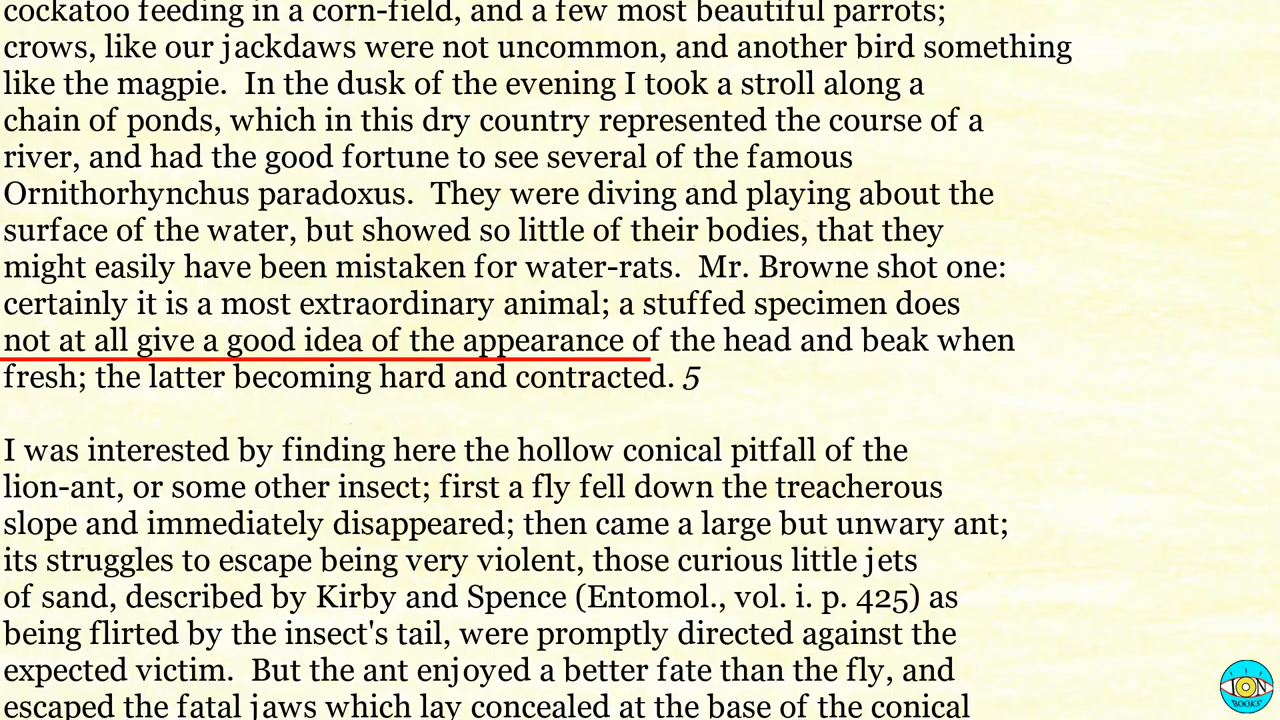 cockatoo feeding in a corn-field, and a few most beautiful parrots;
crows, like our jackdaws were not uncommon, and another bird something
like the magpie.  In the dusk of the evening I took a stroll along a
chain of ponds, which in this dry country represented the course of a
river, and had the good fortune to see several of the famous
Ornithorhynchus paradoxus.  They were diving and playing about the
surface of the water, but showed so little of their bodies, that they
might easily have been mistaken for water-rats.  Mr. Browne shot one:
certainly it is a most extraordinary animal; a stuffed specimen does
not at all give a good idea of the appearance of the head and beak when
fresh; the latter becoming hard and contracted. 5
I was interested by finding here the hollow conical pitfall of the
lion-ant, or some other insect; first a fly fell down the treacherous
slope and immediately disappeared; then came a large but unwary ant;
its struggles to escape being very violent, those curious little jets
of sand, described by Kirby and Spence (Entomol., vol. i. p. 425) as
being flirted by the insect's tail, were promptly directed against the
expected victim.  But the ant enjoyed a better fate than the fly, and
escaped the fatal jaws which lay concealed at the base of the conical
ION
BOOKS